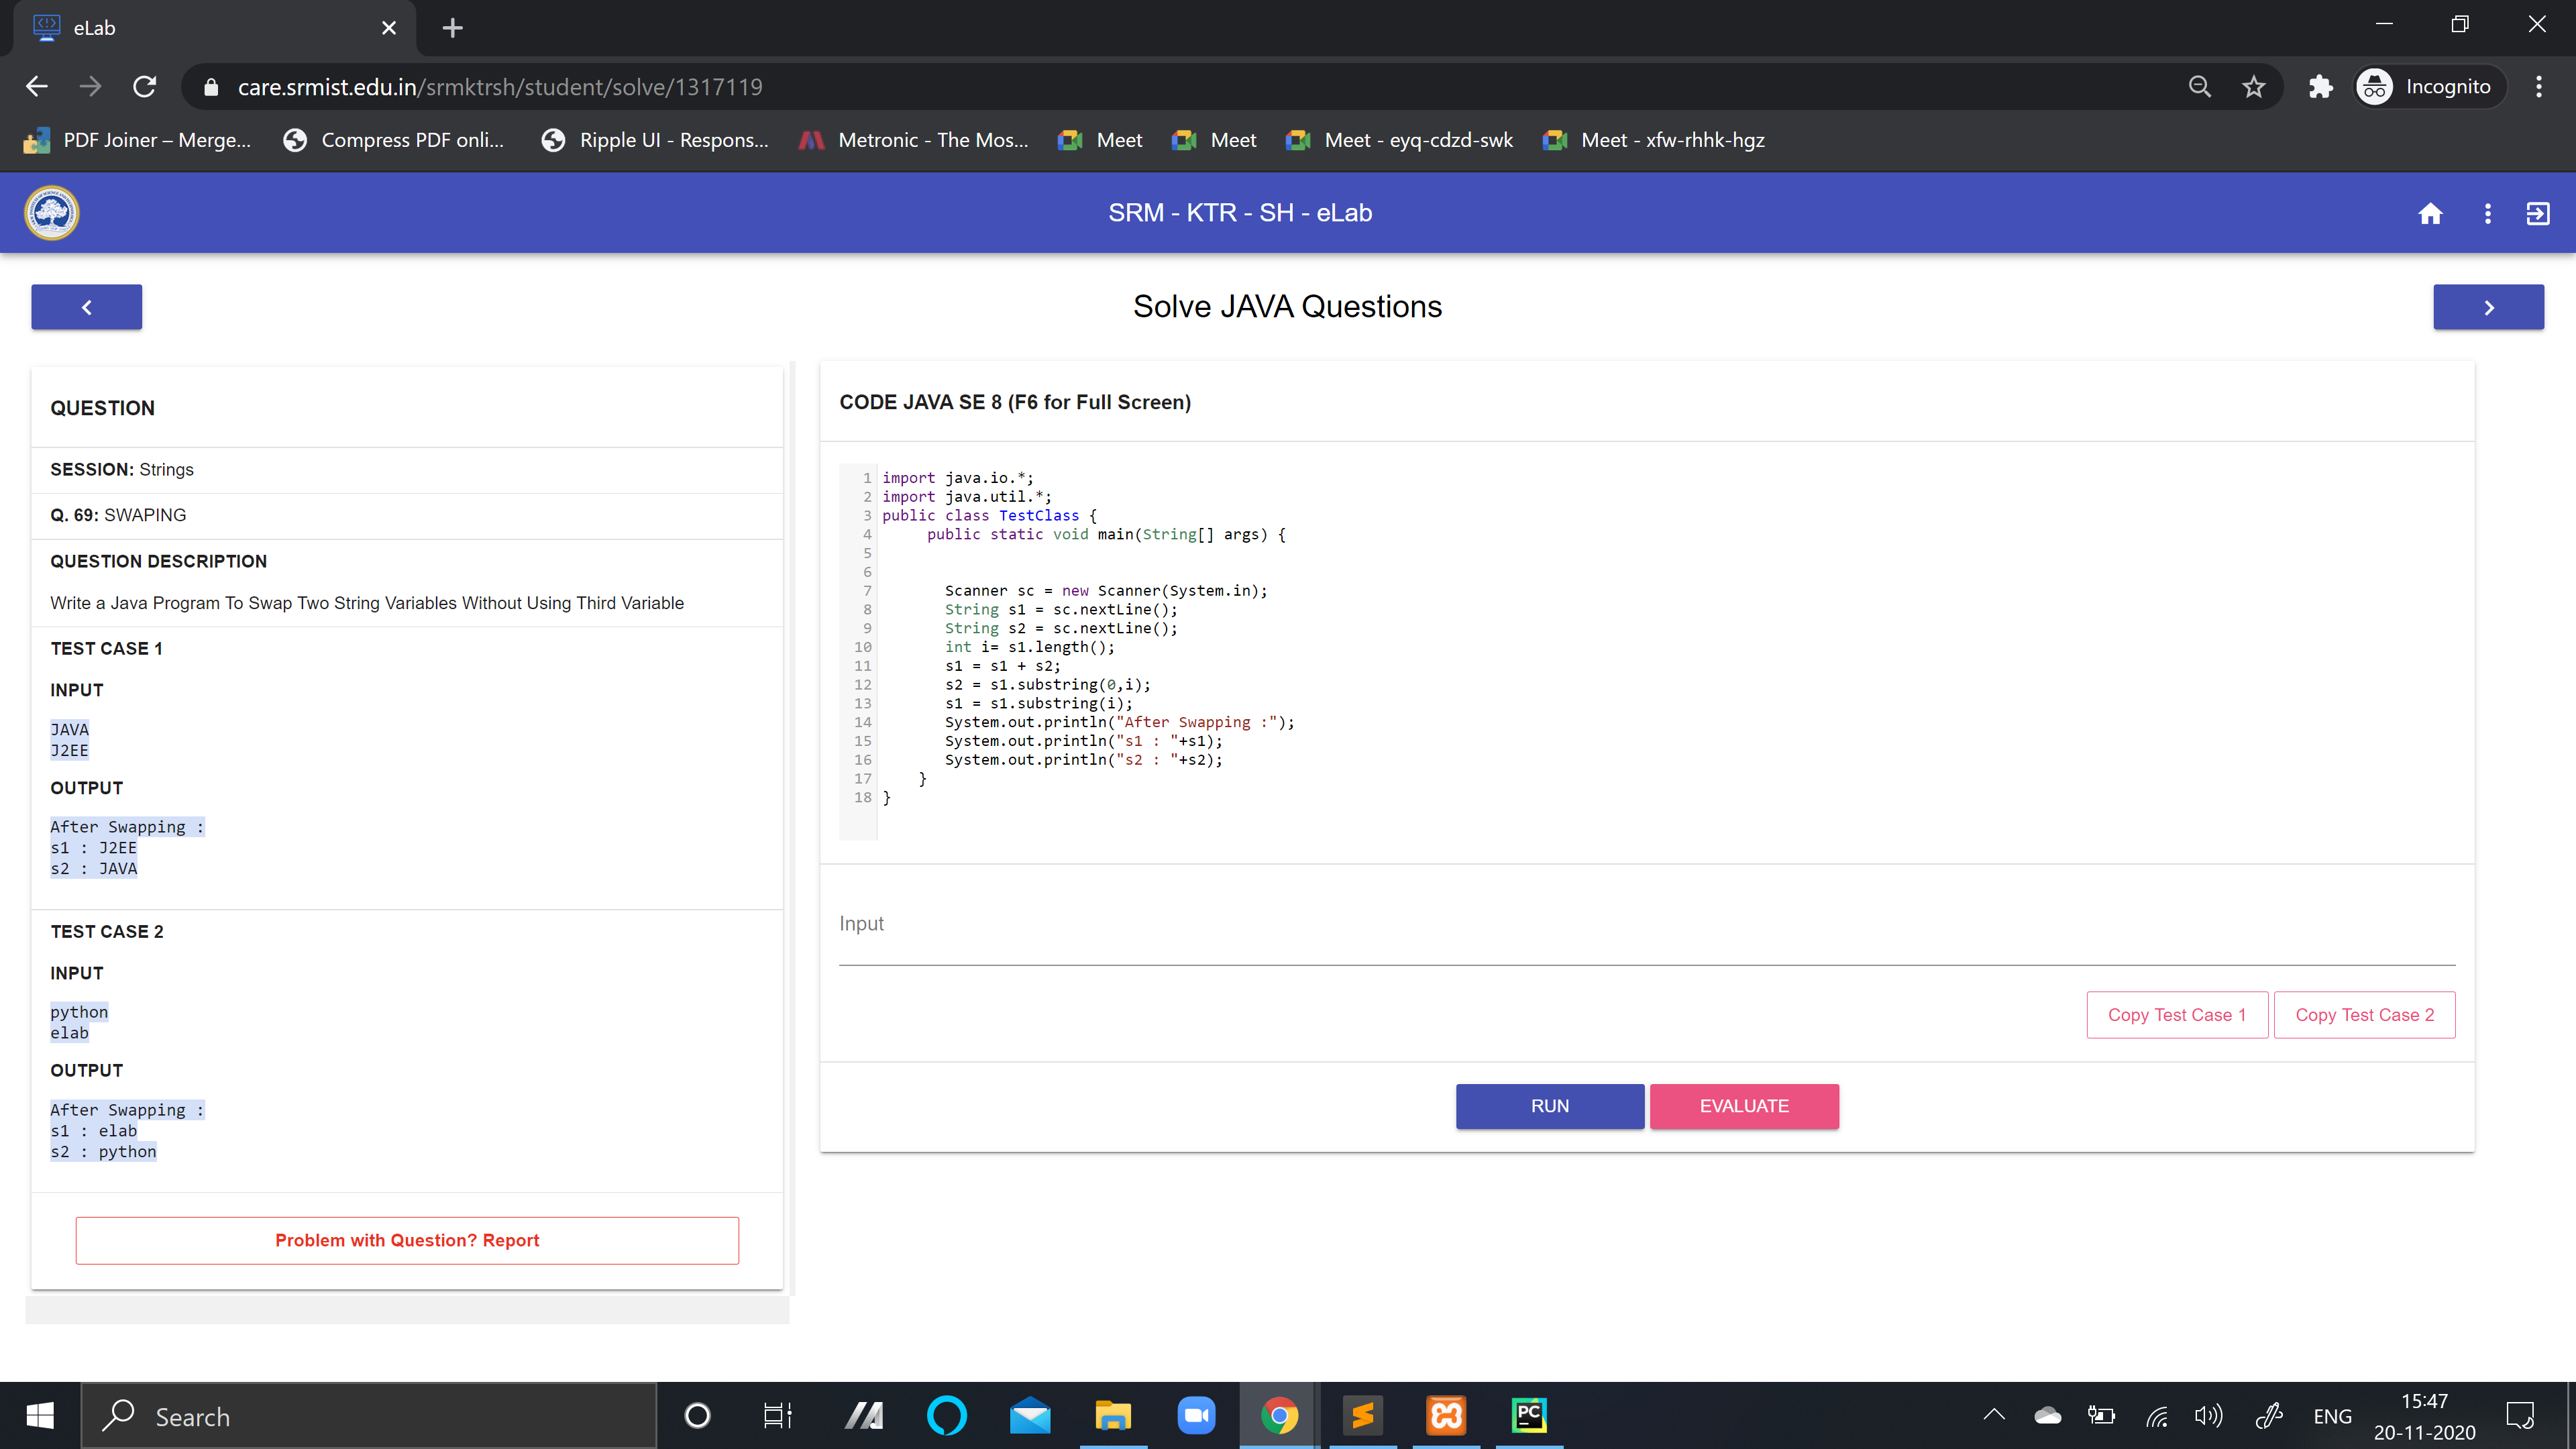 eLab
care.srmist.edu.in/srmktrsh/student/solve/1317119
Incognito
PDF Joiner – Merge...
Compress PDF onli...
Ripple UI - Respons...
Metronic - The Mos...
Meet
Meet
Meet - eyq-cdzd-swk
Meet - xfw-rhhk-hgz
SRM - KTR - SH - eLab
Solve JAVA Questions
QUESTION
SESSION: Strings
Q. 69: SWAPING
QUESTION DESCRIPTION
Write a Java Program To Swap Two String Variables Without Using Third Variable
TEST CASE 1
INPUT
JAVA
J2EE
OUTPUT
After Swapping :
s1 : J2EE
s2 : JAVA
TEST CASE 2
INPUT
python
elab
OUTPUT
After Swapping :
s1 : elab
s2 : python
Problem with Question? Report
CODE JAVA SE 8 (F6 for Full Screen)
1 import java.io.*;
2 import java.util.*;
3 public class TestClass {
4 public static void main(String[] args) {
5
6
7 Scanner sc = new Scanner(System.in);
8 String s1 = sc.nextLine();
9 String s2 = sc.nextLine();
10 int i= s1.length();
11 s1 = s1 + s2;
12 s2 = s1.substring(0,i);
13 s1 = s1.substring(i);
14 System.out.println("After Swapping :");
15 System.out.println("s1 : "+s1);
16 System.out.println("s2 : "+s2);
17 }
18 }
Input
Copy Test Case 1
Copy Test Case 2
RUN
EVALUATE
Search
PC
ENG
15:47
20-11-2020